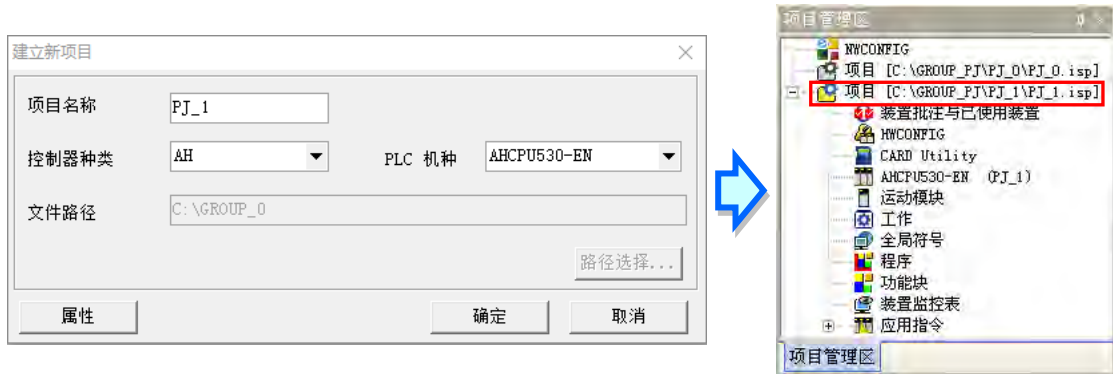 建立新项目
项目名称
PJ_1
控制器种类
AH
PLC 机种
AHCPU530-EN
文件路径
C:\GROUP_0
路径选择...
属性
确定
取消
项目管理区
NWCONFIG
项目 [C:\GROUP_PJ\PJ_0\PJ_0.isp]
项目 [C:\GROUP_PJ\PJ_1\PJ_1.isp]
装置批注与已使用装置
HWCONFIG
CARD Utility
AHCPU530-EN (PJ_1)
运动模块
工作
全局符号
程序
功能块
装置监控表
应用指令
项目管理区